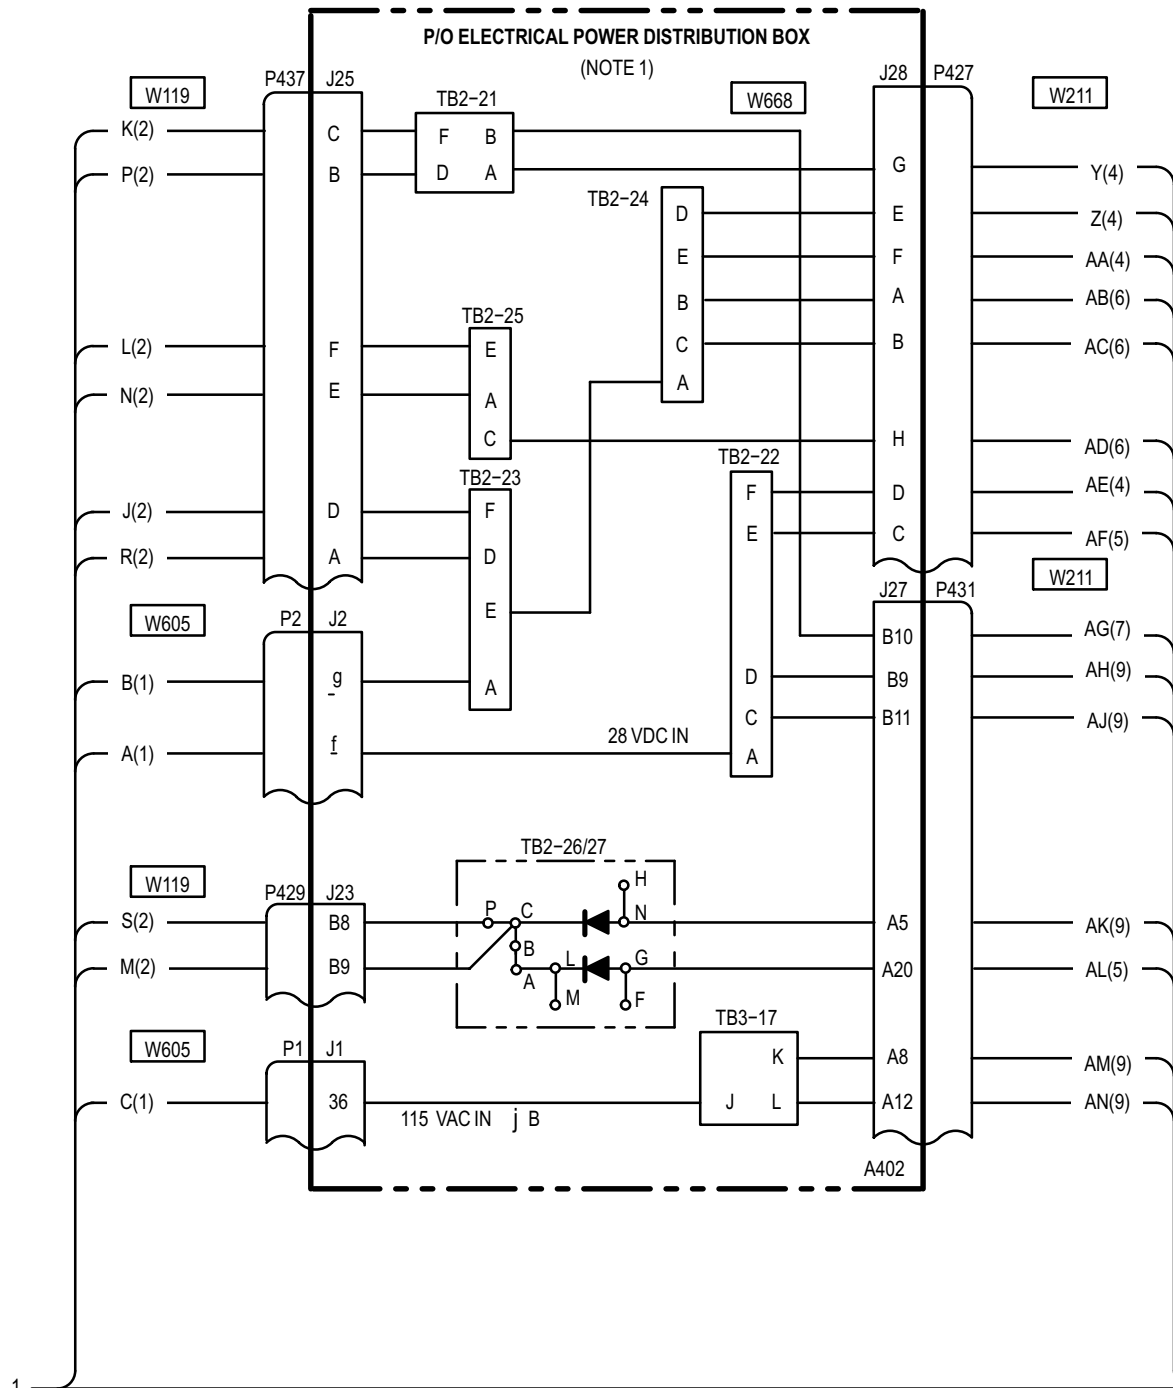 P/O ELECTRICAL POWER DISTRIBUTION BOX
(NOTE 1)
W119
P437 J25
TB2−21
W668
J28 P427
W211
K(2)
C
F B
P(2)
B
D A
G
Y(4)
TB2−24
D
E
Z(4)
E
F
AA(4)
B
A
AB(6)
TB2−25
L(2)
F
E
C
B
AC(6)
N(2)
E
A
A
C
H
AD(6)
TB2−23
TB2−22
J(2)
D
F
F
D
AE(4)
R(2)
A
D
E
C
AF(5)
W211
J27 P431
W605
P2 J2
E
B10
AG(7)
B(1)
g
A
D
B9
AH(9)
C
B11
AJ(9)
A(1)
f
28 VDC IN
A
TB2−26/27
W119
P429 J23
H
S(2)
B8
P C
N
A5
AK(9)
B
M(2)
B9
A
L
G
A20
AL(5)
M
F
TB3−17
W605
P1 J1
K
A8
AM(9)
C(1)
36
115 VAC IN j B
J L
A12
AN(9)
A402
1